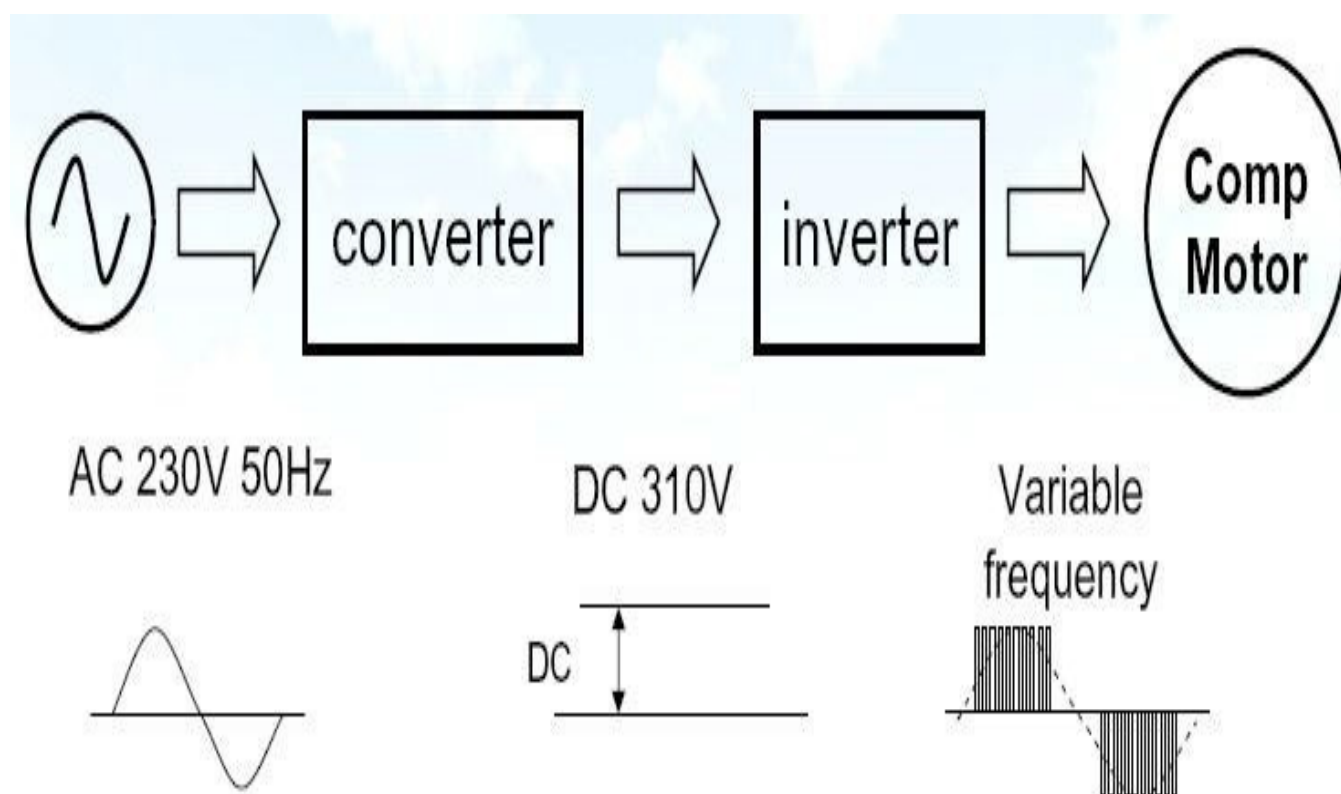 converter
inverter
Comp
Motor
AC 230V 50Hz
DC 310V
Variable
frequency
DC